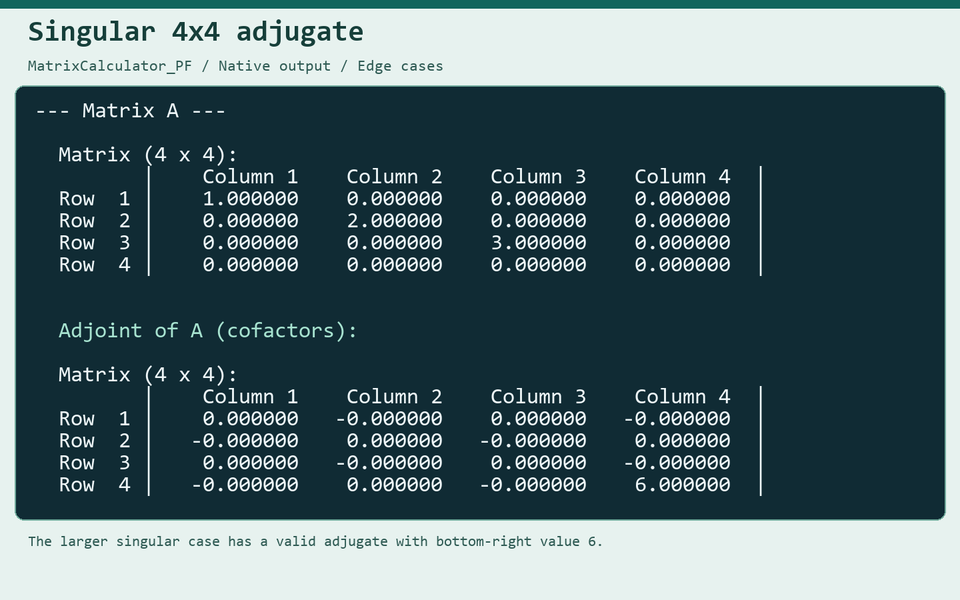 Singular 4x4 adjugate
MatrixCalculator_PF / Native output / Edge cases
--- Matrix A ---
Matrix (4 x 4):
Column 1 Column 2 Column 3 Column 4
Row 1 | 1.000000 0.000000 0.000000 0.000000 |
Row 2 | 0.000000 2.000000 0.000000 0.000000 |
Row 3 | 0.000000 0.000000 3.000000 0.000000 |
Row 4 | 0.000000 0.000000 0.000000 0.000000 |
Adjoint of A (cofactors):
Matrix (4 x 4):
Column 1 Column 2 Column 3 Column 4
Row 1 | 0.000000 -0.000000 0.000000 -0.000000 |
Row 2 | -0.000000 0.000000 -0.000000 0.000000 |
Row 3 | 0.000000 -0.000000 0.000000 -0.000000 |
Row 4 | -0.000000 0.000000 -0.000000 6.000000 |
The larger singular case has a valid adjugate with bottom-right value 6.